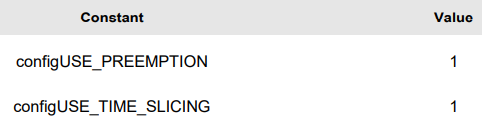 Constant Value
configUSE_PREEMPTION 1
configUSE_TIME_SLICING 1